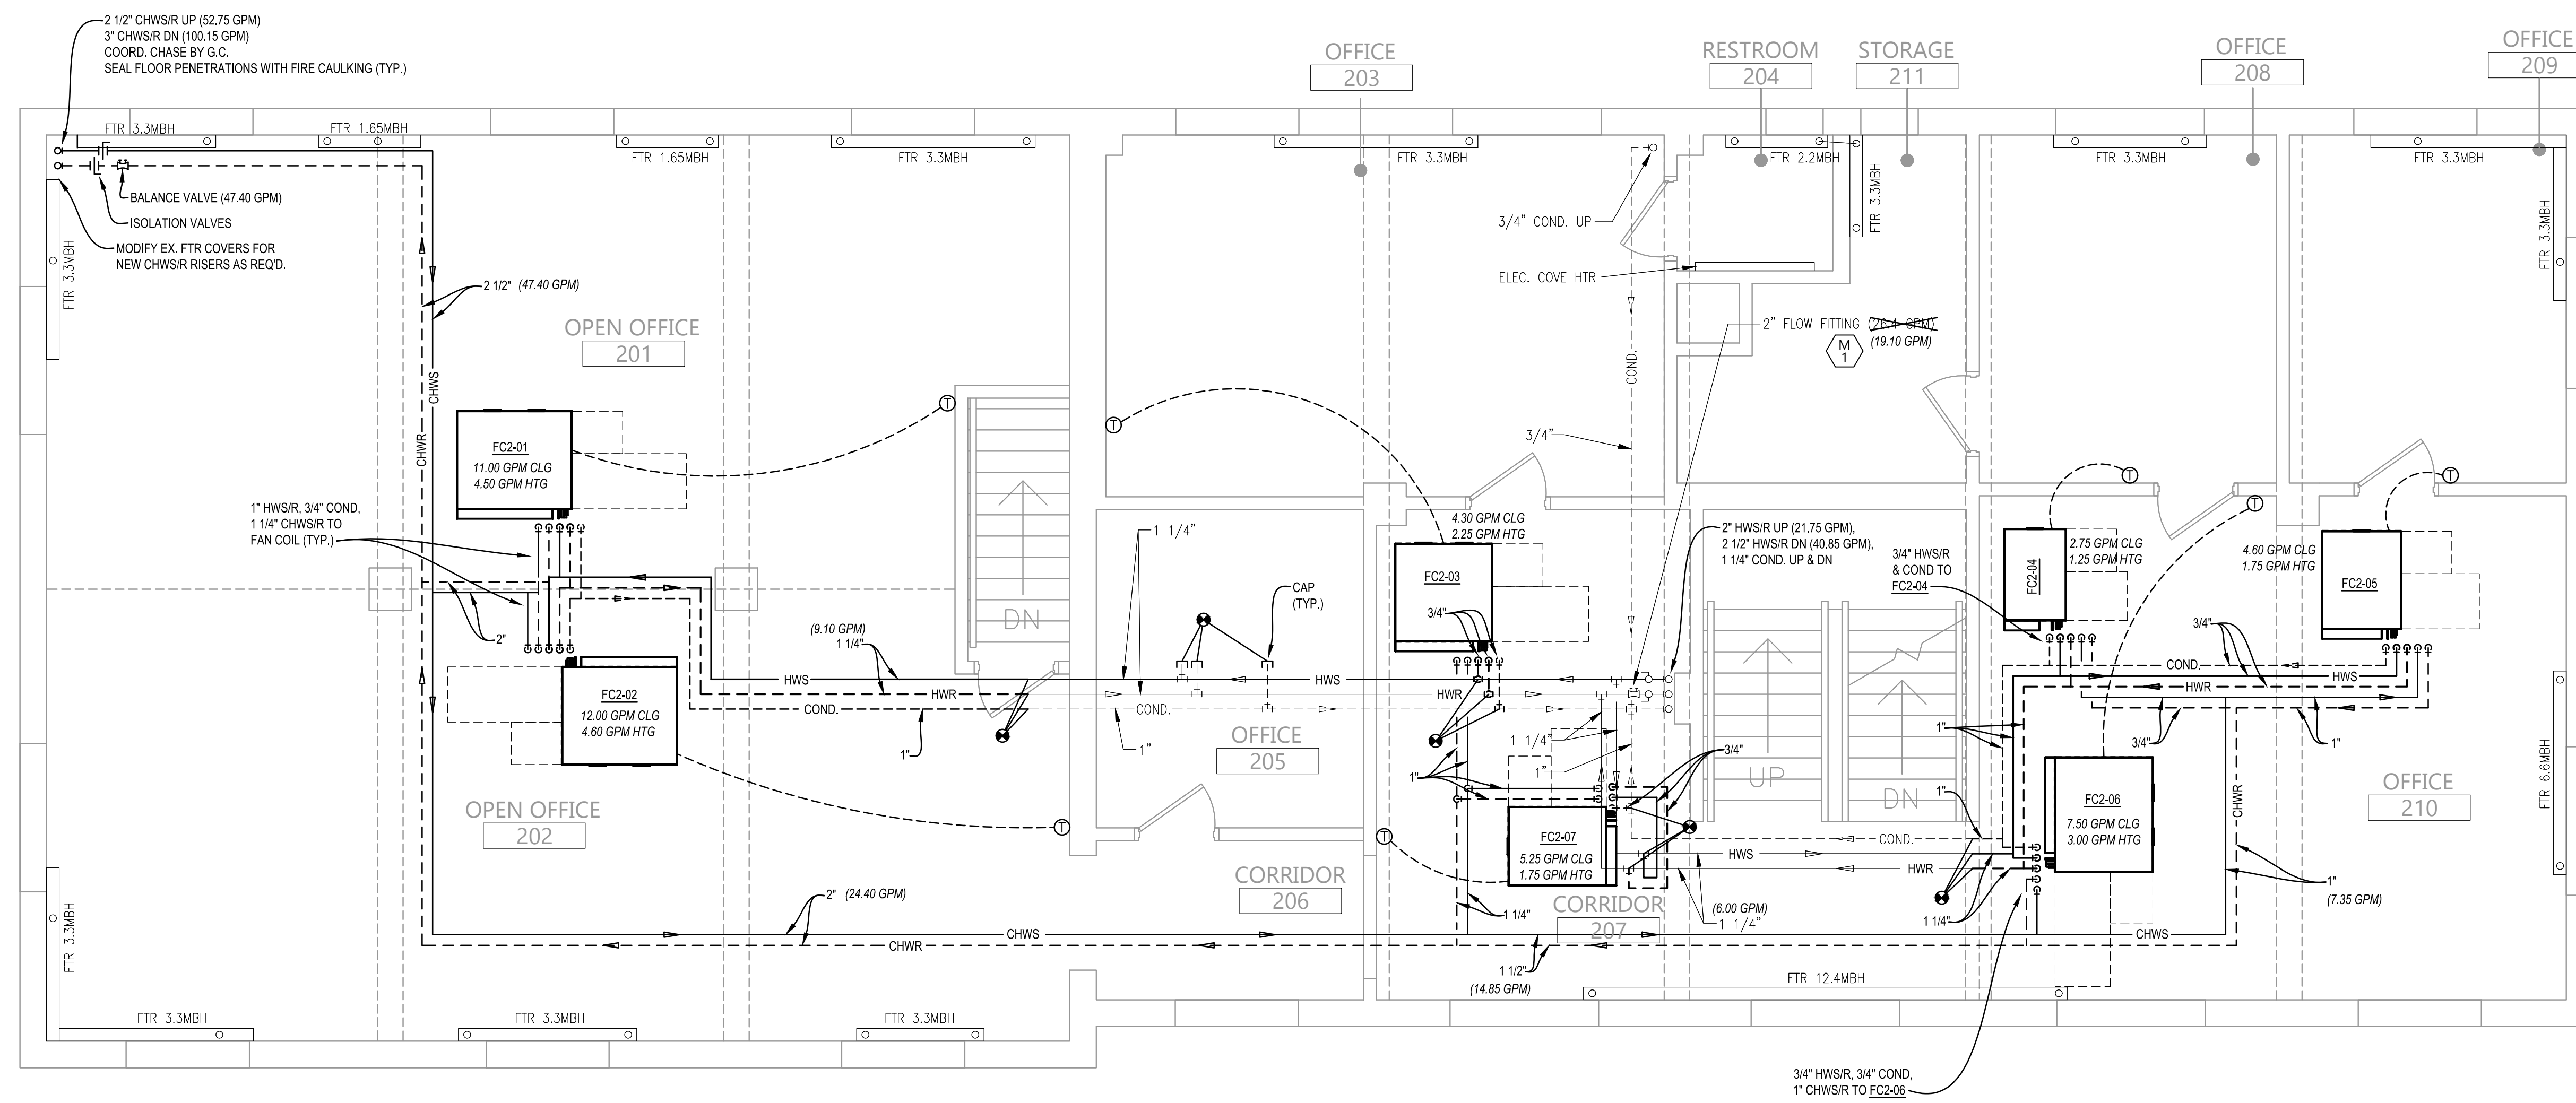 2 1/2" CHWS/R UP (52.75 GPM)
3" CHWS/R DN (100.15 GPM)
COORD. CHASE BY G.C.
SEAL FLOOR PENETRATIONS WITH FIRE CAULKING (TYP.)
OFFICE
203
RESTROOM
204
STORAGE
211
OFFICE
208
OFFICE
209
FTR 3.3MBH
FTR 1.65MBH
FTR 1.65MBH
FTR 3.3MBH
FTR 3.3MBH
FTR 2.2MBH
FTR 3.3MBH
FTR 3.3MBH
FTR 3.3MBH
FTR 3.3MBH
FTR 3.3MBH
BALANCE VALVE (47.40 GPM)
ISOLATION VALVES
MODIFY EX. FTR COVERS FOR
NEW CHWS/R RISERS AS REQ'D.
3/4" COND. UP
ELEC. COVE HTR
2 1/2" (47.40 GPM)
OPEN OFFICE
201
2" FLOW FITTING (26.4 GPM)
(19.10 GPM)
M
1
COND.
CHWS
CHWR
3/4"
FC2-01
11.00 GPM CLG
4.50 GPM HTG
1" HWS/R, 3/4" COND,
1 1/4" CHWS/R TO
FAN COIL (TYP.)
1 1/4"
4.30 GPM CLG
2.25 GPM HTG
FC2-03
3/4"
2" HWS/R UP (21.75 GPM),
2 1/2" HWS/R DN (40.85 GPM),
1 1/4" COND. UP & DN
3/4" HWS/R
& COND TO
FC2-04
FC2-04
2.75 GPM CLG
1.25 GPM HTG
4.60 GPM CLG
1.75 GPM HTG
FC2-05
CAP
(TYP.)
DN
2"
(9.10 GPM)
1 1/4"
3/4"
COND.
HWS
HWR
HWS
HWR
COND.
HWS
HWR
COND.
FC2-02
12.00 GPM CLG
4.60 GPM HTG
1"
1"
OFFICE
205
1 1/4"
1"
3/4"
1"
UP
DN
1"
3/4"
1"
1"
OPEN OFFICE
202
FC2-06
7.50 GPM CLG
3.00 GPM HTG
CHWR
OFFICE
210
FTR 6.6MBH
FC2-07
5.25 GPM CLG
1.75 GPM HTG
COND.
HWS
HWR
CORRIDOR
206
2" (24.40 GPM)
1"
(7.35 GPM)
1 1/4"
CORRIDOR
207
(6.00 GPM)
1 1/4"
1 1/4"
FTR 3.3MBH
CHWS
CHWR
CHWS
1 1/2"
(14.85 GPM)
FTR 12.4MBH
FTR 3.3MBH
FTR 3.3MBH
FTR 3.3MBH
3/4" HWS/R, 3/4" COND,
1" CHWS/R TO FC2-06
T
T
T
T
T
T
T